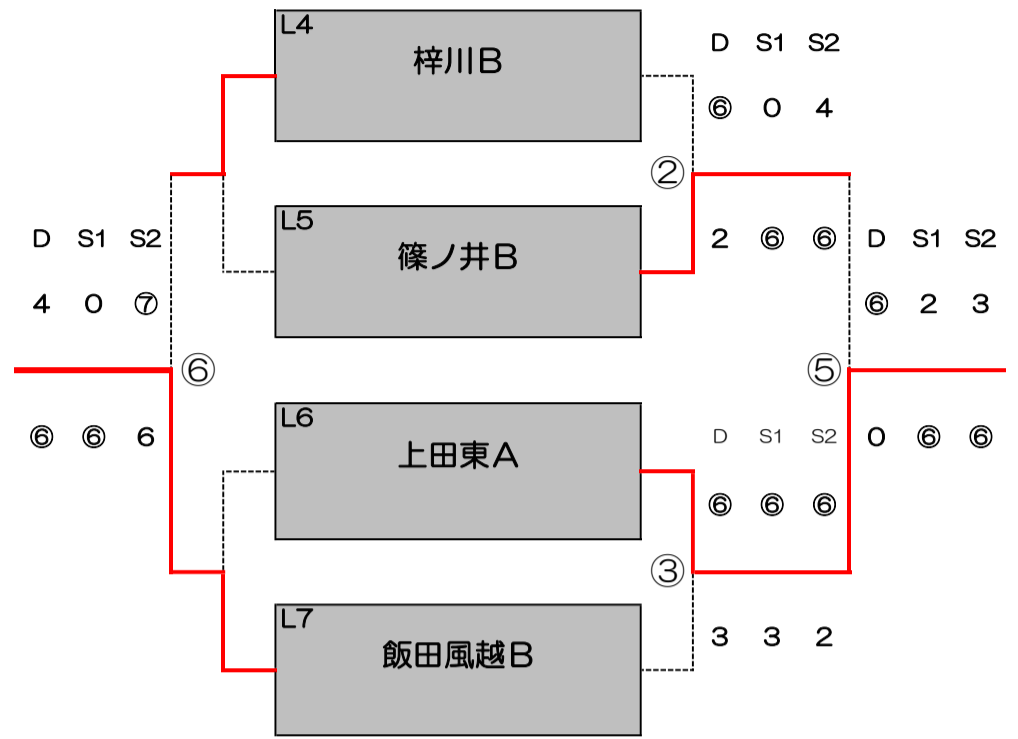 L4
梓川B
D S1 S2
⑥ 0 4
②
L5
篠ノ井B
2 ⑥ ⑥
D S1 S2
4 0 ⑦
D S1 S2
⑥ 2 3
⑥
⑤
L6
上田東A
⑥ ⑥ 6
D S1 S2
0 ⑥ ⑥
⑥ ⑥ ⑥
③
L7
飯田風越B
3 3 2